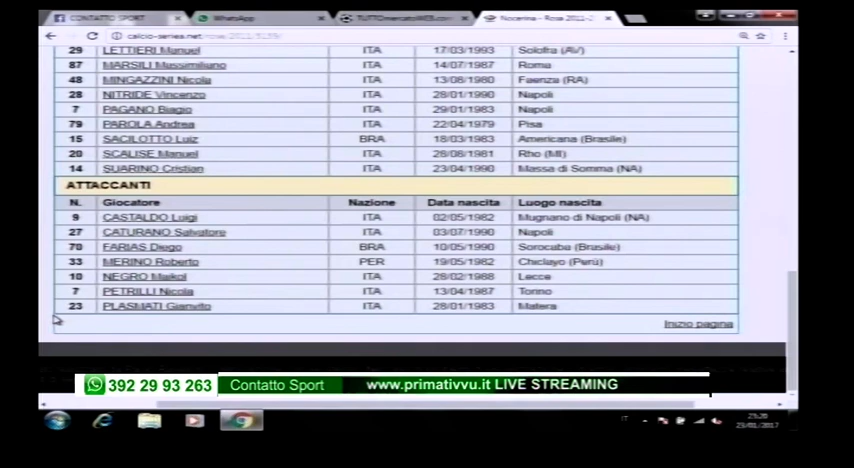 CONTATTO SPORT WhatsApp TUTTOmercatoWEB.com Nocerina - Rosa 2011-2
calcio-seriea.net/rose/2011/
29 LETTIERI Manuel ITA 17/03/1993 Solofra (AV)
87 MARSILI Massimiliano ITA 14/07/1987 Roma
48 MINGAZZINI Nicola ITA 13/08/1980 Faenza (RA)
28 NITRIDE Vincenzo ITA 28/01/1990 Napoli
7 PAGANO Biagio ITA 29/01/1983 Napoli
79 PAROLA Andrea ITA 22/04/1979 Pisa
15 SACILOTTO Luiz BRA 18/03/1983 Americana (Brasile)
20 SCALISE Manuel ITA 28/08/1981 Rho (MI)
14 SUARINO Cristian ITA 23/04/1990 Massa di Somma (NA)
ATTACCANTI
N. Giocatore Nazione Data nascita Luogo nascita
9 CASTALDO Luigi ITA 02/05/1982 Mugnano di Napoli (NA)
27 CATURANO Salvatore ITA 03/07/1990 Napoli
70 FARIAS Diego BRA 10/05/1990 Sorocaba (Brasile)
33 MERINO Roberto PER 19/05/1982 Chiclayo (Perù)
10 NEGRO Maikol ITA 28/02/1988 Lecce
7 PETRILLI Nicola ITA 13/04/1987 Torino
23 PLASMATI Gianvito ITA 28/01/1983 Matera
Inizio pagina
392 29 93 263 Contatto Sport www.primativvu.it LIVE STREAMING
IT 23.20
23/01/2017